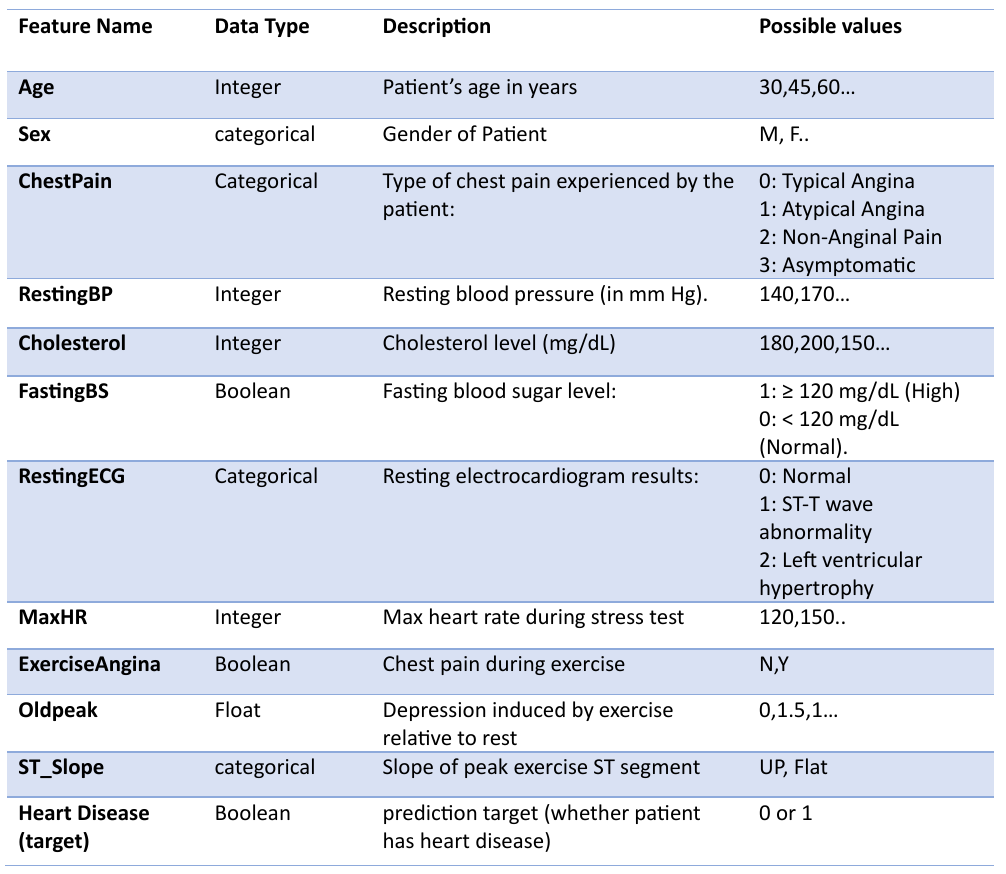 Feature Name Data Type Description Possible values
Age Integer Patient’s age in years 30,45,60...
Sex categorical Gender of Patient M, F..
ChestPain Categorical Type of chest pain experienced by the 0: Typical Angina
patient: 1: Atypical Angina
2: Non-Anginal Pain
3: Asymptomatic
RestingBP Integer Resting blood pressure (in mm Hg). 140,170...
Cholesterol Integer Cholesterol level (mg/dL) 180,200,150...
FastingBS Boolean Fasting blood sugar level: 1: ≥ 120 mg/dL (High)
0: < 120 mg/dL
(Normal).
RestingECG Categorical Resting electrocardiogram results: 0: Normal
1: ST-T wave
abnormality
2: Left ventricular
hypertrophy
MaxHR Integer Max heart rate during stress test 120,150..
ExerciseAngina Boolean Chest pain during exercise N,Y
Oldpeak Float Depression induced by exercise 0,1.5,1...
relative to rest
ST_Slope categorical Slope of peak exercise ST segment UP, Flat
Heart Disease Boolean prediction target (whether patient 0 or 1
(target) has heart disease)